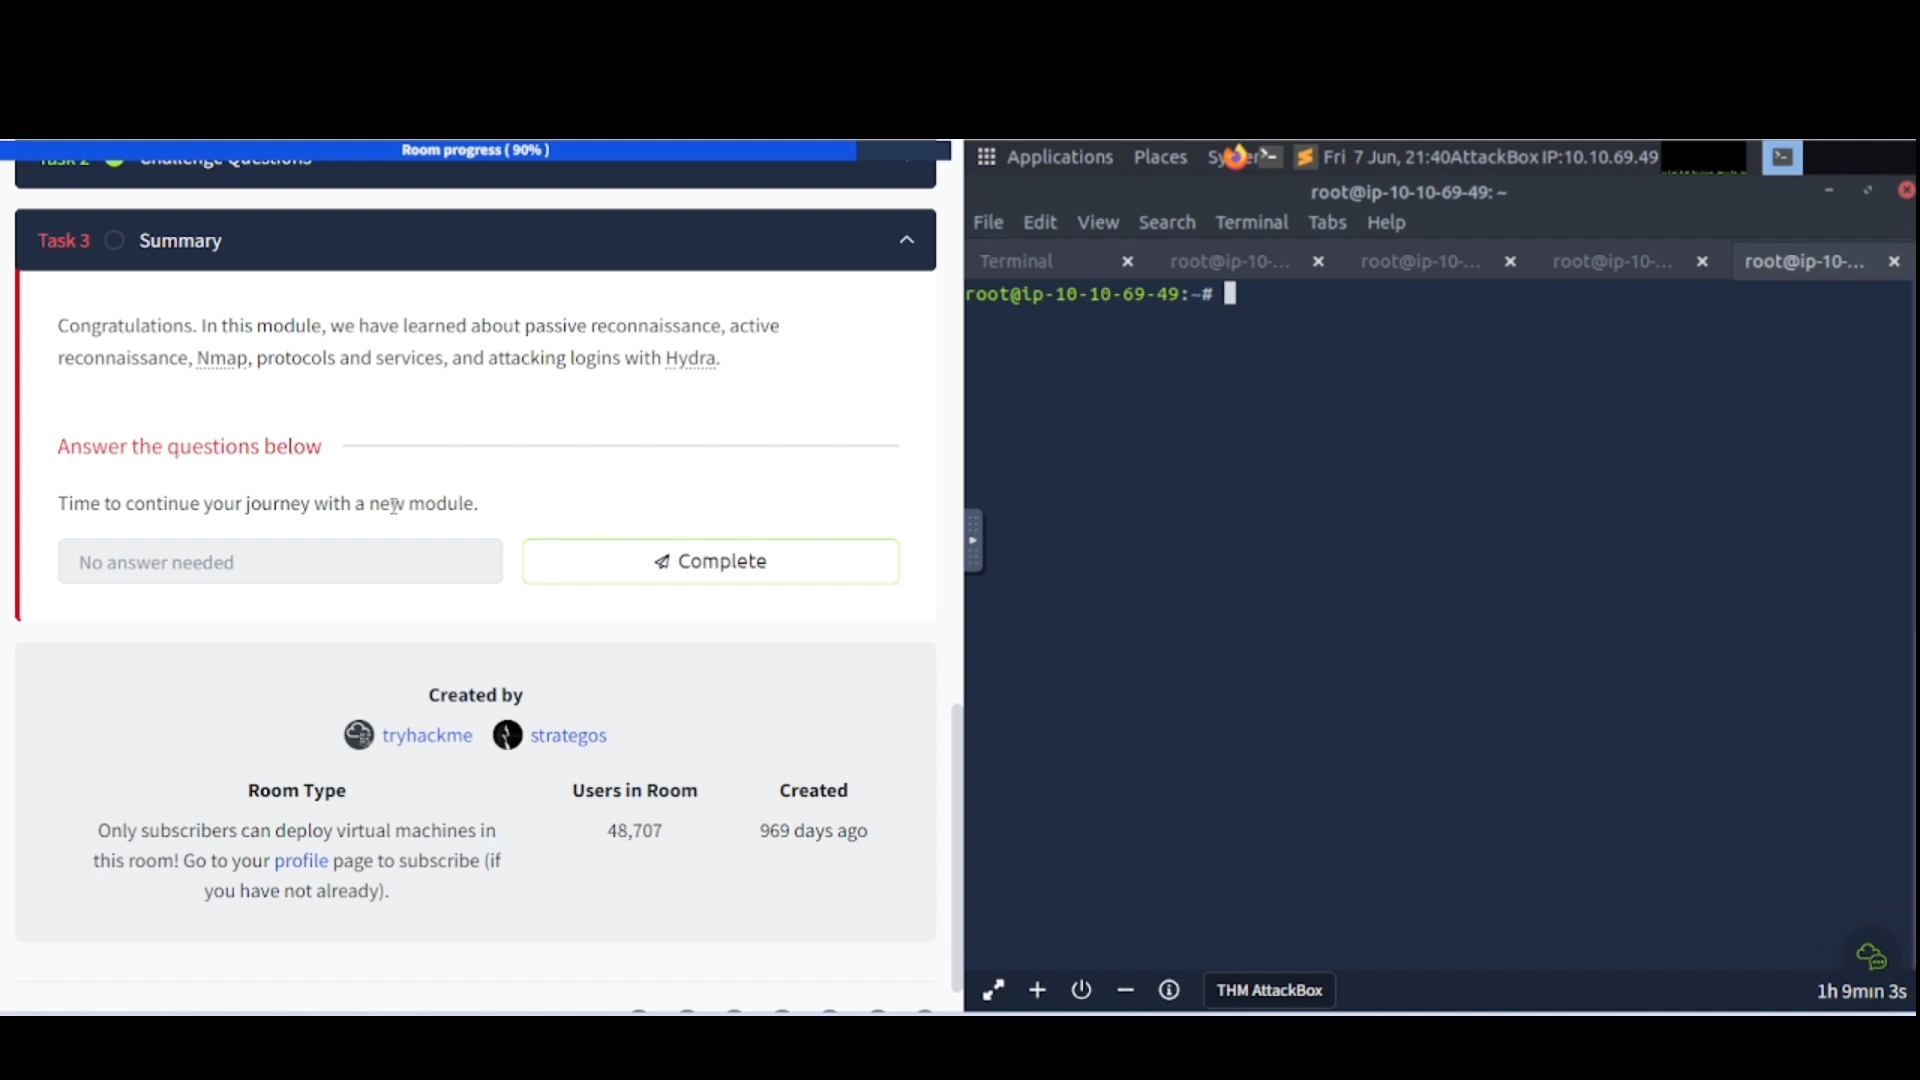 Room progress ( 90% )
Task 2 Challenge Questions
Task 3 Summary
Congratulations. In this module, we have learned about passive reconnaissance, active
reconnaissance, Nmap, protocols and services, and attacking logins with Hydra.
Answer the questions below
Time to continue your journey with a new module.
No answer needed
Complete
Created by
tryhackme strategos
Room Type
Only subscribers can deploy virtual machines in
this room! Go to your profile page to subscribe (if
you have not already).
Users in Room
48,707
Created
969 days ago
Applications Places Fri 7 Jun, 21:40 AttackBox IP:10.10.69.49
root@ip-10-10-69-49: ~
File Edit View Search Terminal Tabs Help
Terminal root@ip-10-... root@ip-10-... root@ip-10-... root@ip-10-...
root@ip-10-10-69-49:~#
THM AttackBox
1h 9min 3s